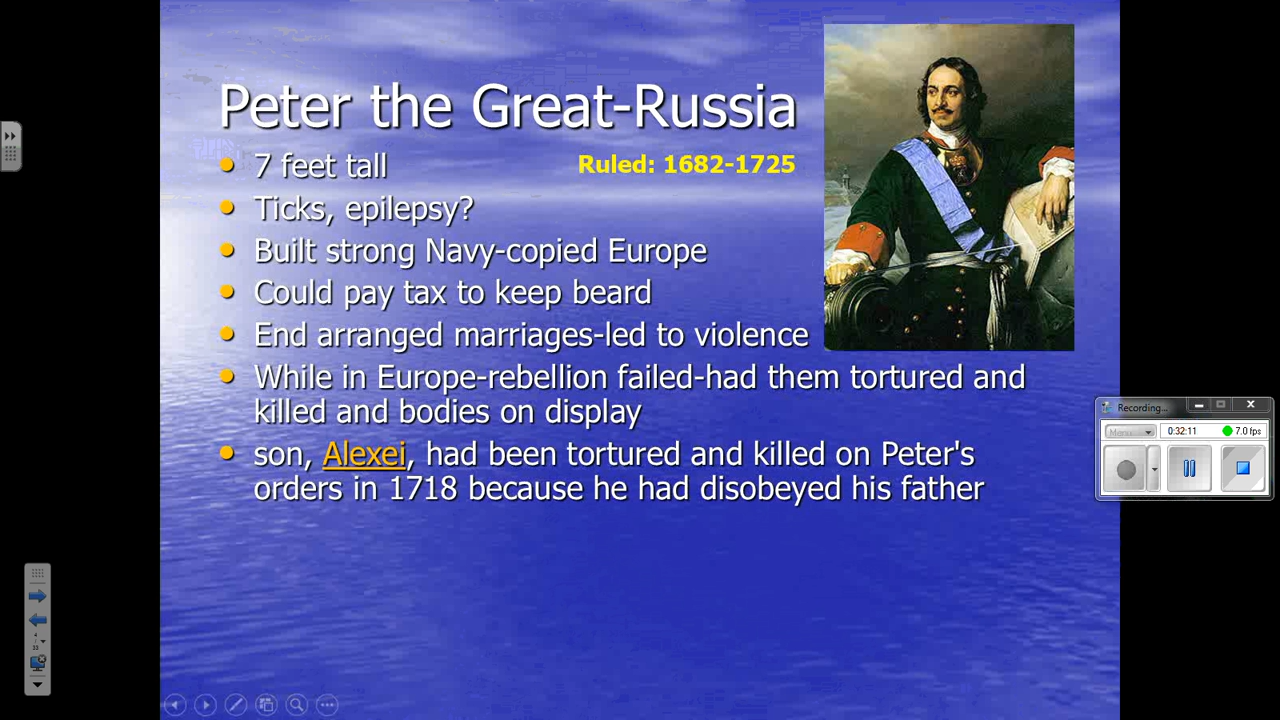 Peter the Great-Russia
7 feet tall
Ruled: 1682-1725
Ticks, epilepsy?
Built strong Navy-copied Europe
Could pay tax to keep beard
End arranged marriages-led to violence
While in Europe-rebellion failed-had them tortured and
killed and bodies on display
son, Alexei, had been tortured and killed on Peter's
orders in 1718 because he had disobeyed his father
Recording...
Menu
0:32:11
7.0 fps
4
/
33